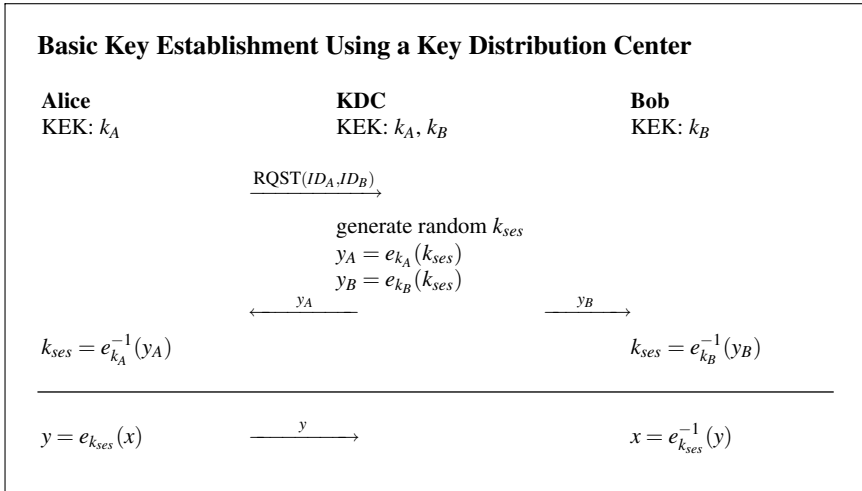 Basic Key Establishment Using a Key Distribution Center
Alice KDC Bob
KEK: k_A KEK: k_A, k_B KEK: k_B
RQST(ID_A,ID_B)
generate random k_ses
y_A = e_{k_A}(k_ses)
y_B = e_{k_B}(k_ses)
y_A y_B
k_ses = e^{-1}_{k_A}(y_A) k_ses = e^{-1}_{k_B}(y_B)
y = e_{k_ses}(x) y x = e^{-1}_{k_ses}(y)